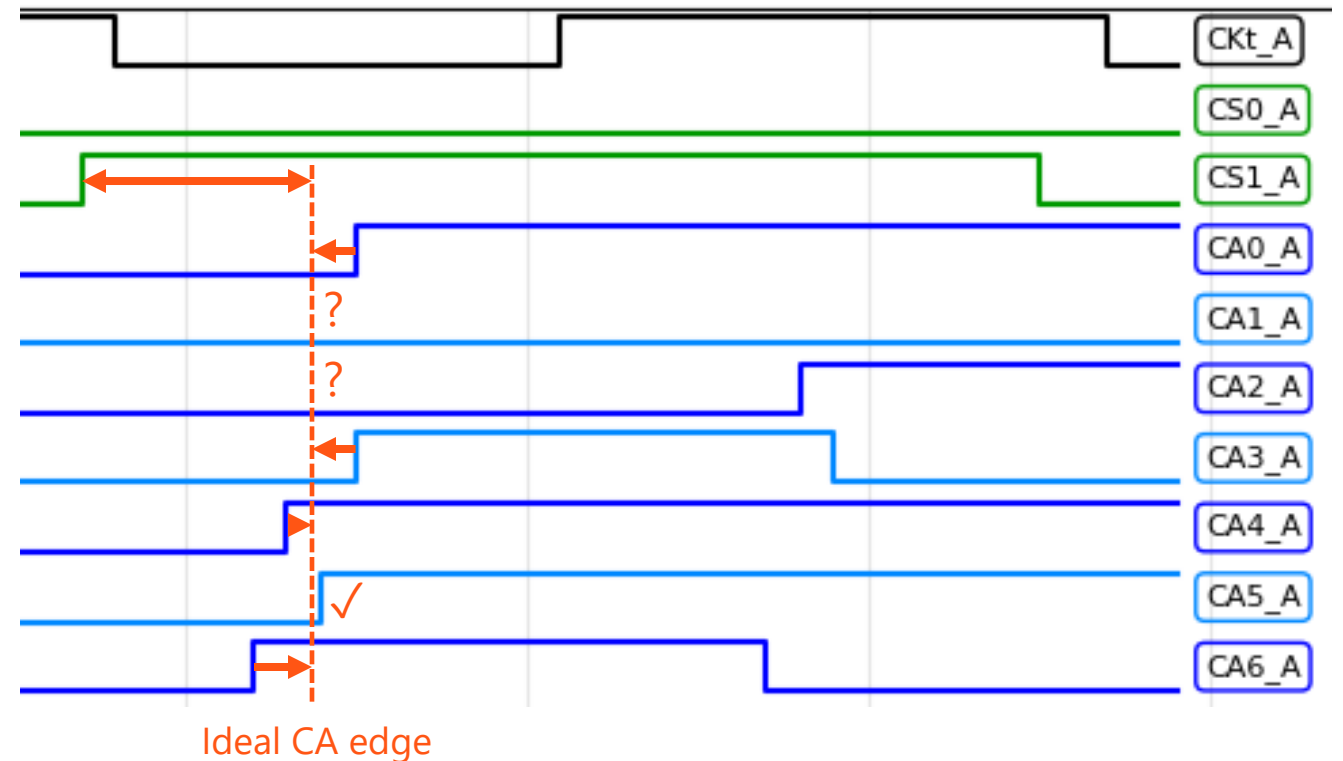 CKt_A
CS0_A
CS1_A
CA0_A
?
CA1_A
?
CA2_A
CA3_A
CA4_A
✓
CA5_A
CA6_A
Ideal CA edge